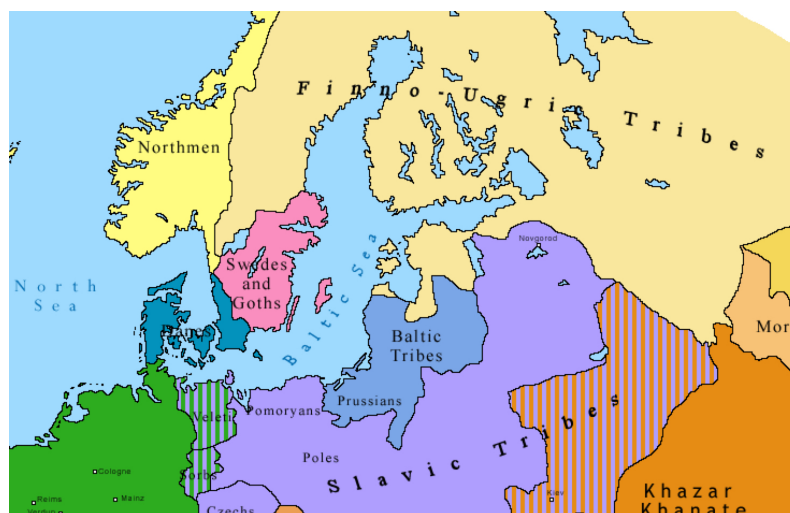 Finno-Ugric Tribes
Northmen
Novgorod
North
Sea
Swedes
and
Goths
Baltic Sea
Danes
Mor
Baltic
Tribes
Prussians
Veleti
Pomoryans
Slavic Tribes
Poles
Sorbs
Cologne
Mainz
Reims
Verdun
Czechs
Kiev
Khazar
Khanate